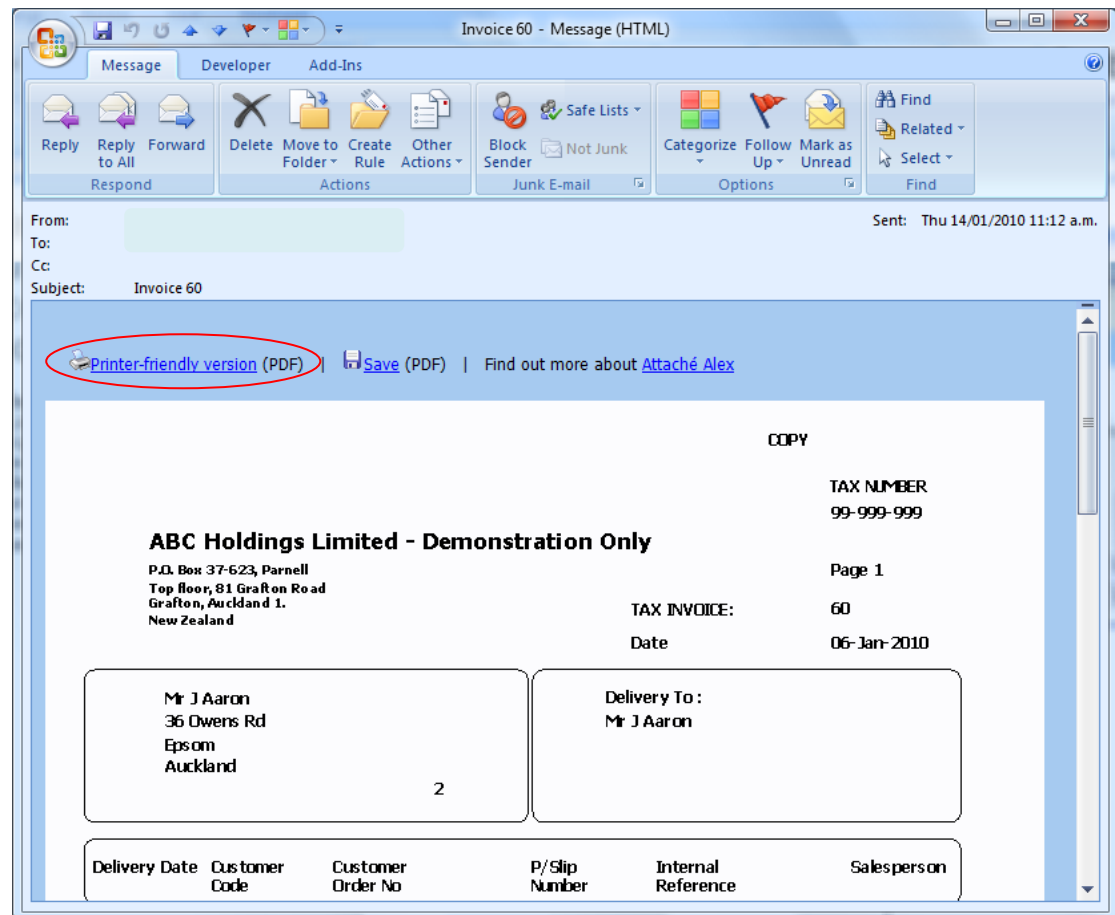 Invoice 60 - Message (HTML)
Message Developer Add-Ins
Reply Reply to All Forward Delete Move to Folder Create Rule Other Actions Block Sender Safe Lists Not Junk Categorize Follow Up Mark as Unread Find Related Select
Respond Actions Junk E-mail Options Find
From: Sent: Thu 14/01/2010 11:12 a.m.
To:
Cc:
Subject: Invoice 60
Printer-friendly version (PDF) | Save (PDF) | Find out more about Attaché Alex
COPY
TAX NUMBER
99-999-999
ABC Holdings Limited - Demonstration Only
P.O. Box 37-623, Parnell Page 1
Top floor, 81 Grafton Road
Grafton, Auckland 1. TAX INVOICE: 60
New Zealand
Date 06-Jan-2010
Mr J Aaron Delivery To :
36 Owens Rd Mr J Aaron
Epsom
Auckland
2
Delivery Date Customer Code Customer Order No P/Slip Number Internal Reference Salesperson